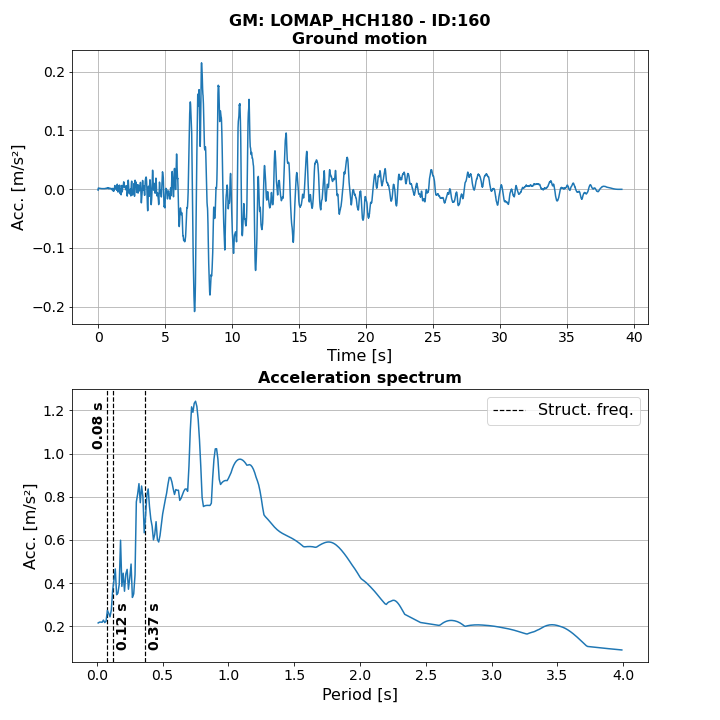 GM: LOMAP_HCH180 - ID:160
Ground motion
Acc. [m/s²]
0.2
0.1
0.0
−0.1
−0.2
0 5 10 15 20 25 30 35 40
Time [s]
Acceleration spectrum
Acc. [m/s²]
1.2
1.0
0.8
0.6
0.4
0.2
0.08 s
0.12 s
0.37 s
Struct. freq.
0.0 0.5 1.0 1.5 2.0 2.5 3.0 3.5 4.0
Period [s]